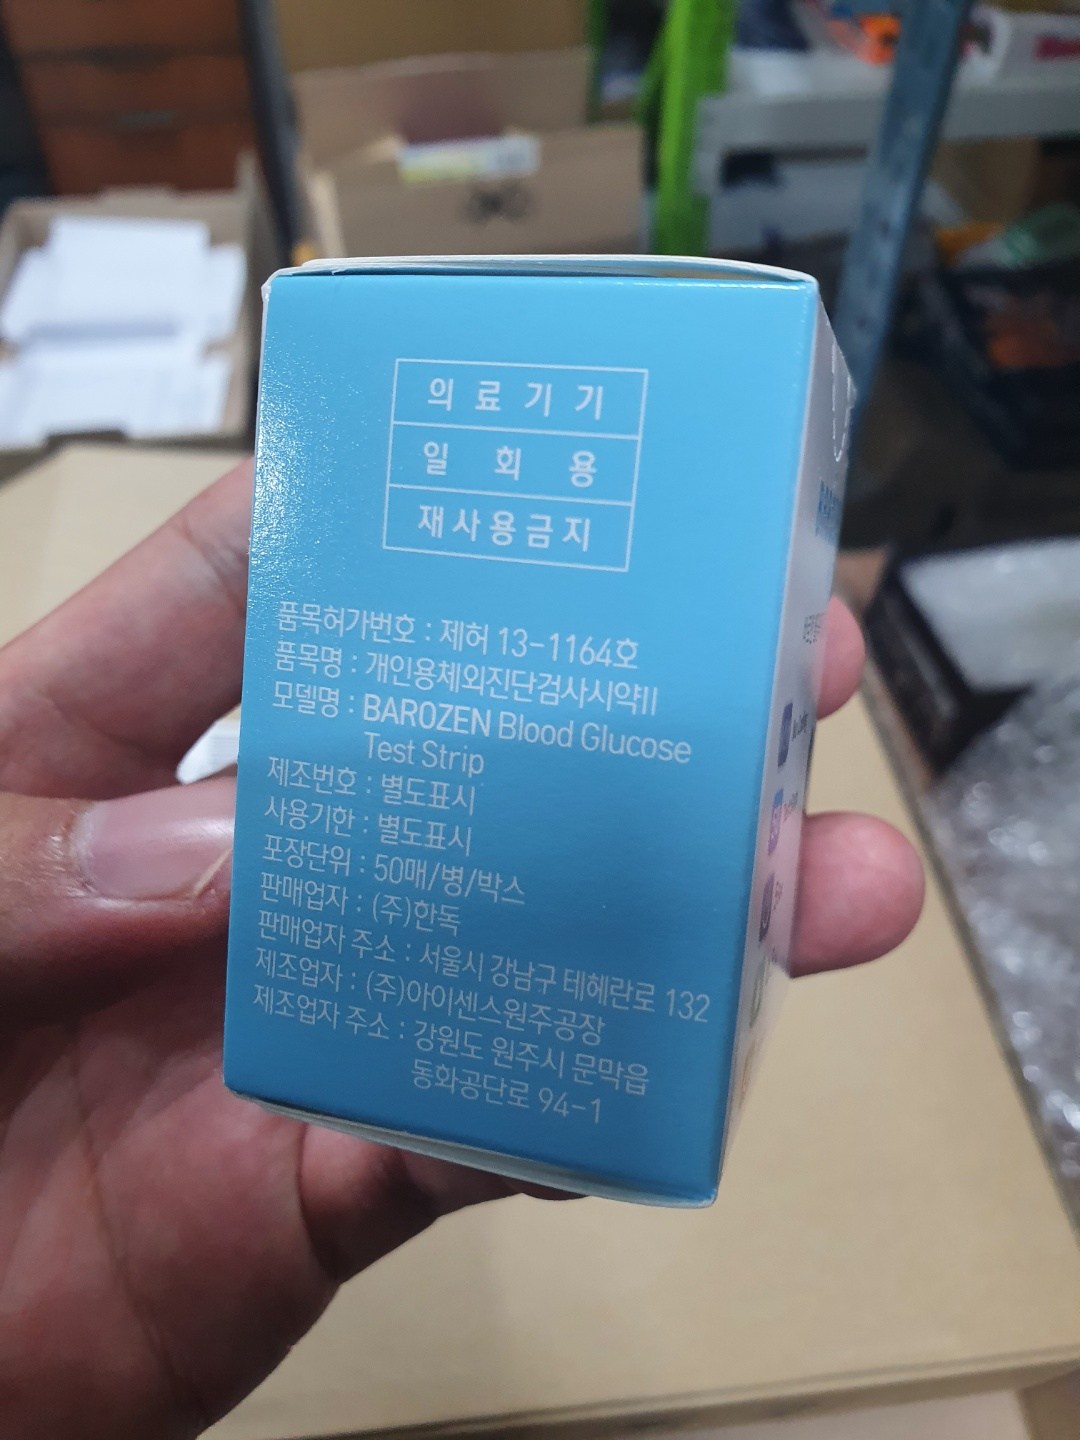 의료기기
일회용
재사용금지
품목허가번호 : 제허 13-1164호
품목명 : 개인용체외진단검사시약II
모델명 : BAROZEN Blood Glucose
Test Strip
제조번호 : 별도표시
사용기한 : 별도표시
포장단위 : 50매/병/박스
판매업자 : (주)한독
판매업자 주소 : 서울시 강남구 테헤란로 132
제조업자 : (주)아이센스원주공장
제조업자 주소 : 강원도 원주시 문막읍
동화공단로 94-1